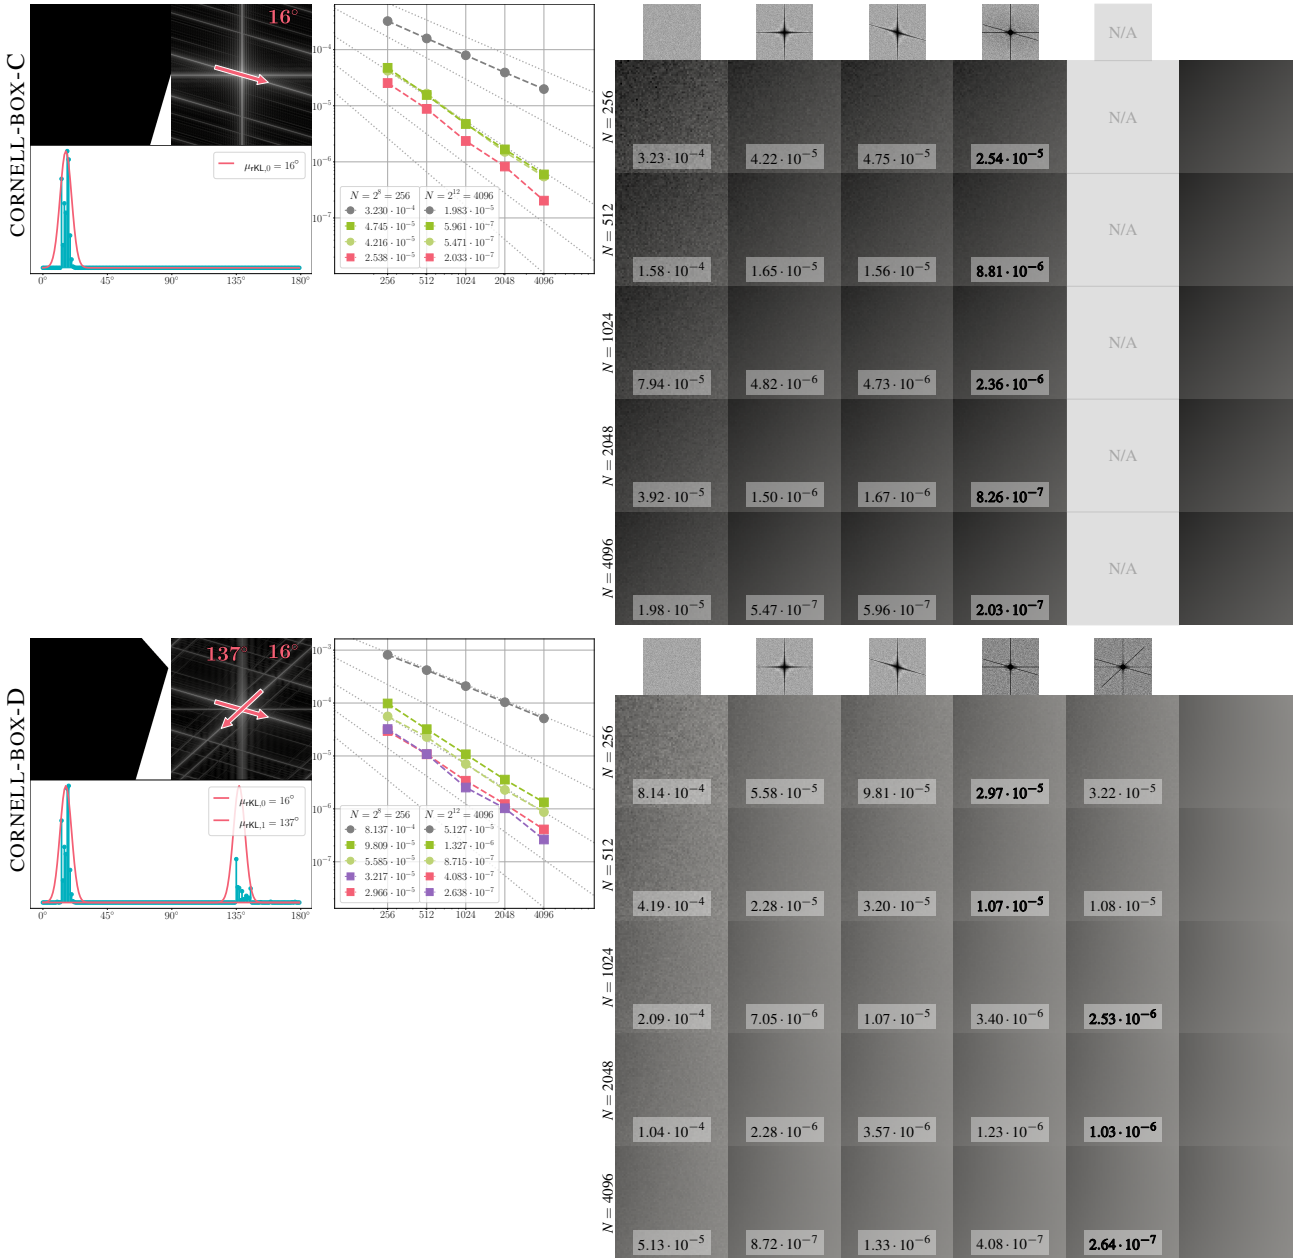 CORNELL-BOX-C
16°
μrKL,0 = 16°
0° 45° 90° 135° 180°
10⁻⁴
10⁻⁵
10⁻⁶
10⁻⁷
N = 2⁸ = 256 N = 2¹² = 4096
3.230 · 10⁻⁴ 1.983 · 10⁻⁵
4.745 · 10⁻⁵ 5.961 · 10⁻⁷
4.216 · 10⁻⁵ 5.471 · 10⁻⁷
2.538 · 10⁻⁵ 2.033 · 10⁻⁷
256 512 1024 2048 4096
N/A
N = 256
3.23 · 10⁻⁴ 4.22 · 10⁻⁵ 4.75 · 10⁻⁵ 2.54 · 10⁻⁵ N/A
N = 512
1.58 · 10⁻⁴ 1.65 · 10⁻⁵ 1.56 · 10⁻⁵ 8.81 · 10⁻⁶ N/A
N = 1024
7.94 · 10⁻⁵ 4.82 · 10⁻⁶ 4.73 · 10⁻⁶ 2.36 · 10⁻⁶ N/A
N = 2048
3.92 · 10⁻⁵ 1.50 · 10⁻⁶ 1.67 · 10⁻⁶ 8.26 · 10⁻⁷ N/A
N = 4096
1.98 · 10⁻⁵ 5.47 · 10⁻⁷ 5.96 · 10⁻⁷ 2.03 · 10⁻⁷ N/A
CORNELL-BOX-D
137° 16°
μrKL,0 = 16°
μrKL,1 = 137°
0° 45° 90° 135° 180°
10⁻³
10⁻⁴
10⁻⁵
10⁻⁶
10⁻⁷
N = 2⁸ = 256 N = 2¹² = 4096
8.137 · 10⁻⁴ 5.127 · 10⁻⁵
9.809 · 10⁻⁵ 1.327 · 10⁻⁶
5.585 · 10⁻⁵ 8.715 · 10⁻⁷
3.217 · 10⁻⁵ 4.083 · 10⁻⁷
2.966 · 10⁻⁵ 2.638 · 10⁻⁷
256 512 1024 2048 4096
N = 256
8.14 · 10⁻⁴ 5.58 · 10⁻⁵ 9.81 · 10⁻⁵ 2.97 · 10⁻⁵ 3.22 · 10⁻⁵
N = 512
4.19 · 10⁻⁴ 2.28 · 10⁻⁵ 3.20 · 10⁻⁵ 1.07 · 10⁻⁵ 1.08 · 10⁻⁵
N = 1024
2.09 · 10⁻⁴ 7.05 · 10⁻⁶ 1.07 · 10⁻⁵ 3.40 · 10⁻⁶ 2.53 · 10⁻⁶
N = 2048
1.04 · 10⁻⁴ 2.28 · 10⁻⁶ 3.57 · 10⁻⁶ 1.23 · 10⁻⁶ 1.03 · 10⁻⁶
N = 4096
5.13 · 10⁻⁵ 8.72 · 10⁻⁷ 1.33 · 10⁻⁶ 4.08 · 10⁻⁷ 2.64 · 10⁻⁷